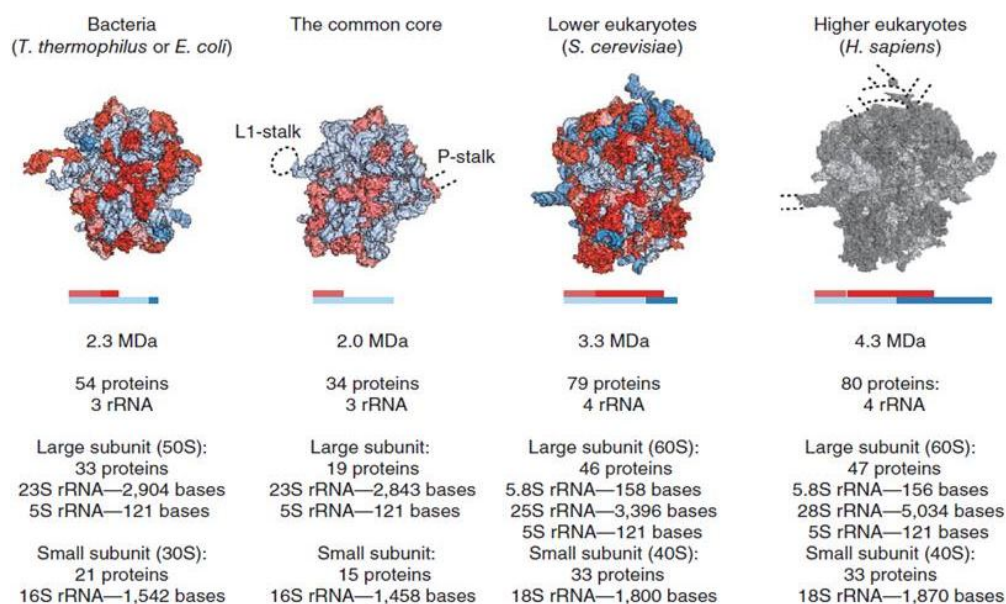 Bacteria
(T. thermophilus or E. coli)
The common core
Lower eukaryotes
(S. cerevisiae)
Higher eukaryotes
(H. sapiens)
L1-stalk
P-stalk
2.3 MDa
2.0 MDa
3.3 MDa
4.3 MDa
54 proteins
3 rRNA
34 proteins
3 rRNA
79 proteins
4 rRNA
80 proteins:
4 rRNA
Large subunit (50S):
33 proteins
23S rRNA—2,904 bases
5S rRNA—121 bases
Large subunit:
19 proteins
23S rRNA—2,843 bases
5S rRNA—121 bases
Large subunit (60S):
46 proteins
5.8S rRNA—158 bases
25S rRNA—3,396 bases
5S rRNA—121 bases
Large subunit (60S):
47 proteins
5.8S rRNA—156 bases
28S rRNA—5,034 bases
5S rRNA—121 bases
Small subunit (30S):
21 proteins
16S rRNA—1,542 bases
Small subunit:
15 proteins
16S rRNA—1,458 bases
Small subunit (40S):
33 proteins
18S rRNA—1,800 bases
Small subunit (40S):
33 proteins
18S rRNA—1,870 bases